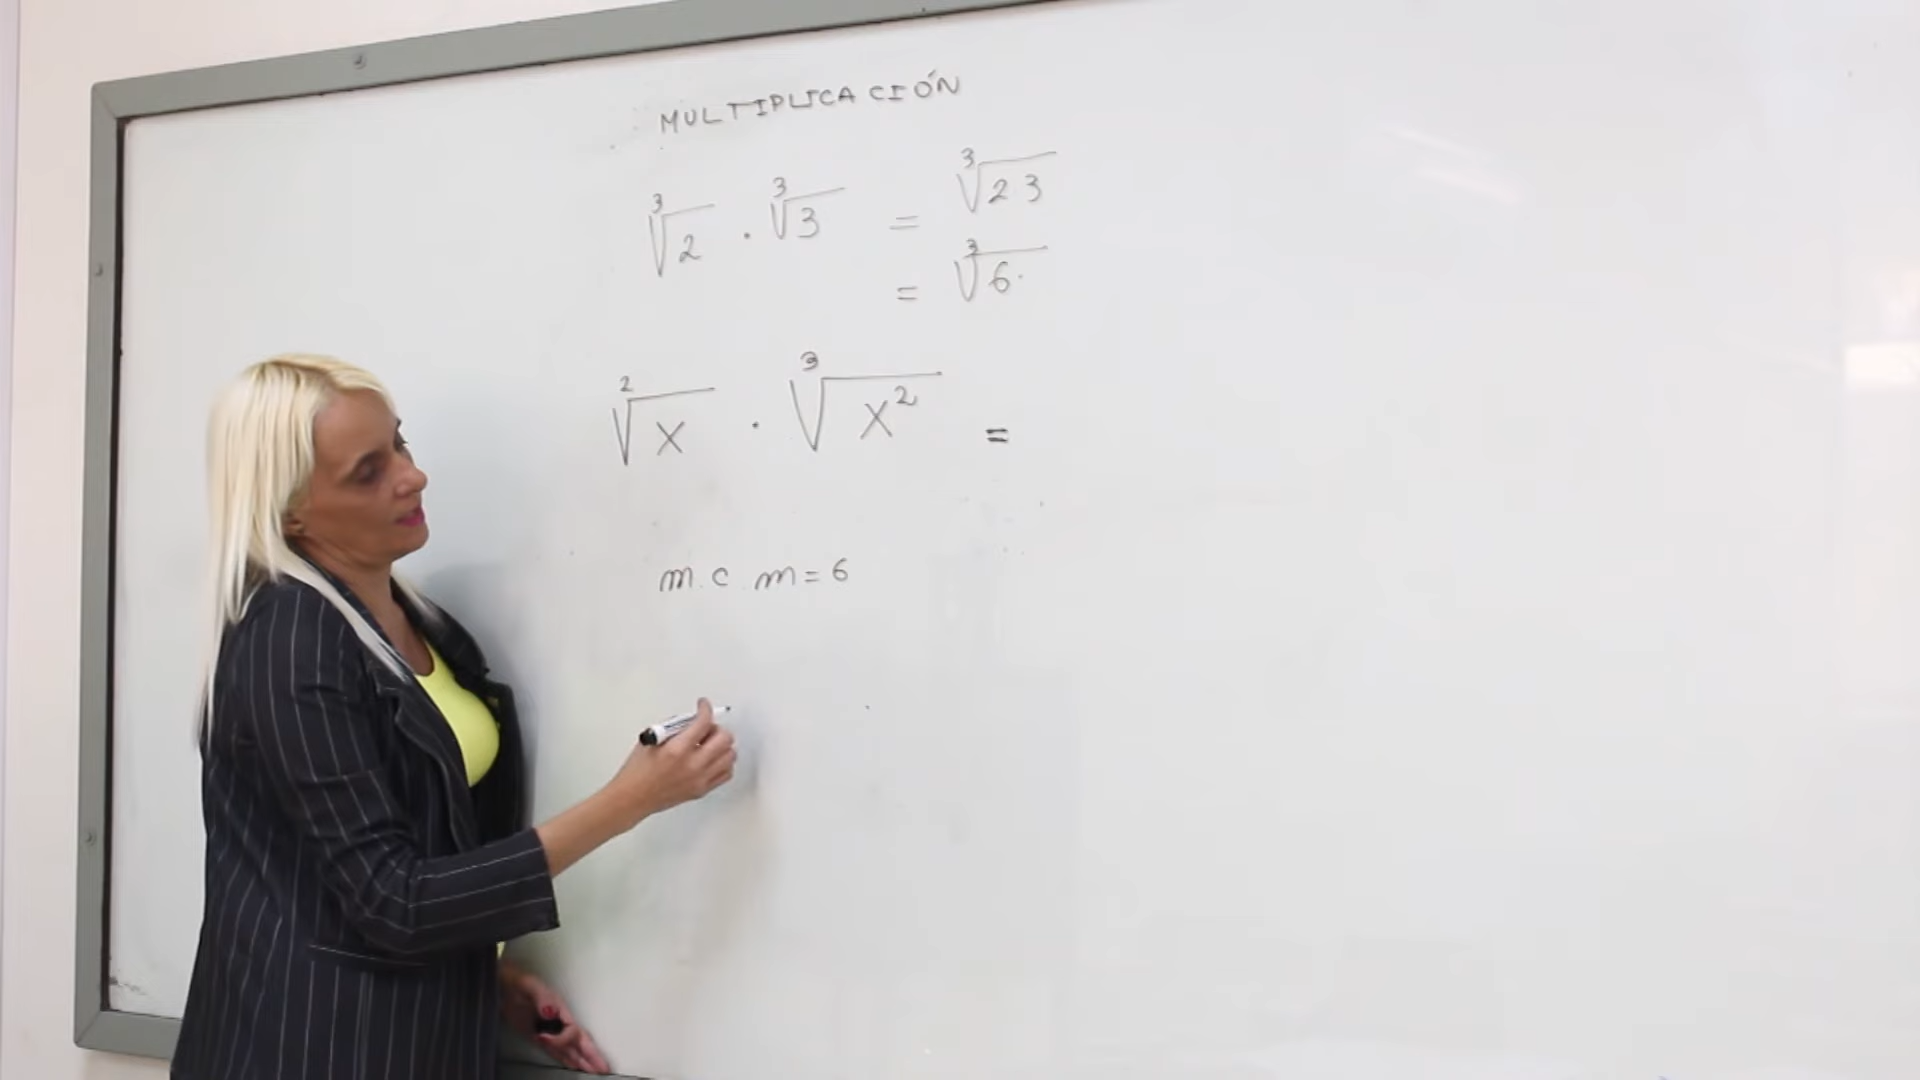 MULTIPLICACIÓN
∛2 · ∛3 = ∛2 3
= ∛6
²√x · ∛x² =
m.c.m = 6